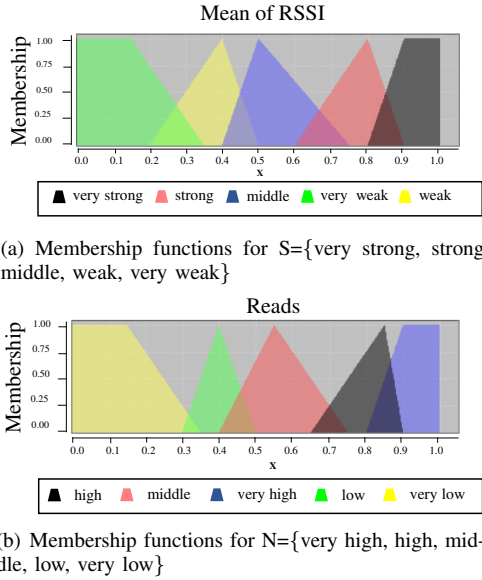 Mean of RSSI
Membership
1.00
0.75
0.50
0.25
0.00
0.0 0.1 0.2 0.3 0.4 0.5 0.6 0.7 0.8 0.9 1.0
x
very strong strong middle very weak weak
(a) Membership functions for S={very strong, strong
middle, weak, very weak}
Reads
Membership
1.00
0.75
0.50
0.25
0.00
0.0 0.1 0.2 0.3 0.4 0.5 0.6 0.7 0.8 0.9 1.0
x
high middle very high low very low
(b) Membership functions for N={very high, high, mid-
dle, low, very low}